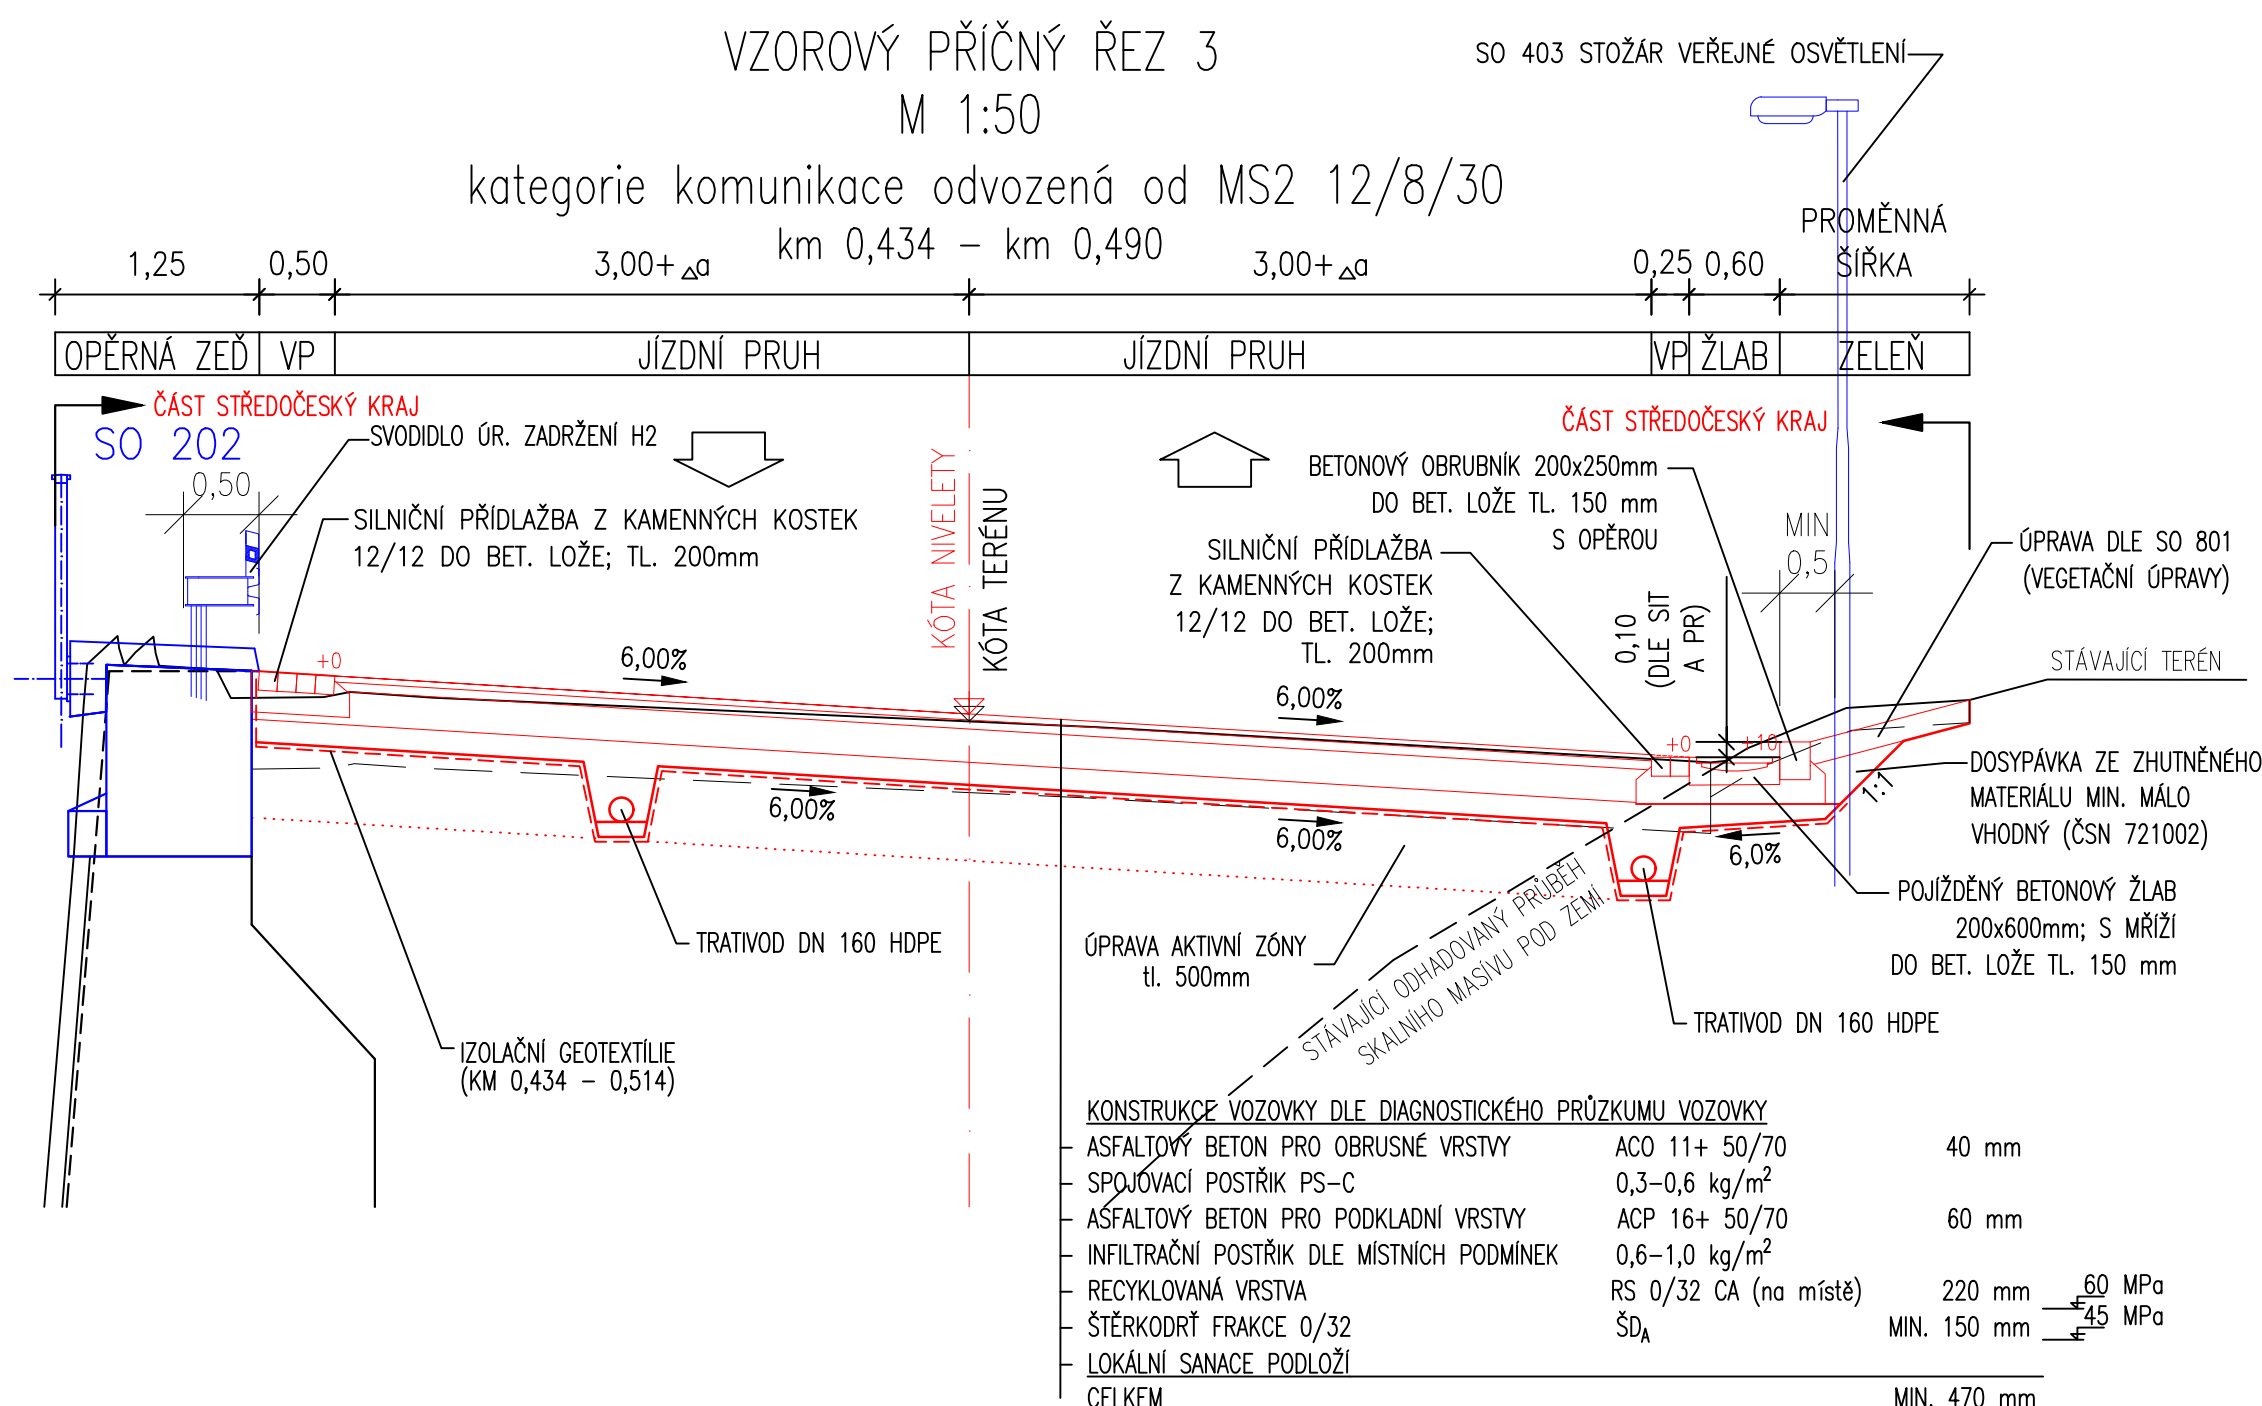 VZOROVÝ PŘÍČNÝ ŘEZ 3
M 1:50
kategorie komunikace odvozená od MS2 12/8/30
km 0,434 – km 0,490
SO 403 STOŽÁR VEŘEJNÉ OSVĚTLENÍ
PROMĚNNÁ
ŠÍŘKA
1,25
0,50
3,00+△a
3,00+△a
0,25
0,60
OPĚRNÁ ZEĎ
VP
JÍZDNÍ PRUH
JÍZDNÍ PRUH
VP
ŽLAB
ZELEŇ
ČÁST STŘEDOČESKÝ KRAJ
SO 202
SVODIDLO ÚR. ZADRŽENÍ H2
0,50
SILNIČNÍ PŘÍDLAŽBA Z KAMENNÝCH KOSTEK
12/12 DO BET. LOŽE; TL. 200mm
KÓTA NIVELETY
KÓTA TERÉNU
ČÁST STŘEDOČESKÝ KRAJ
BETONOVÝ OBRUBNÍK 200x250mm
DO BET. LOŽE TL. 150 mm
S OPĚROU
SILNIČNÍ PŘÍDLAŽBA
Z KAMENNÝCH KOSTEK
12/12 DO BET. LOŽE;
TL. 200mm
0,10
(DLE SIT
A PR)
MIN
0,5
ÚPRAVA DLE SO 801
(VEGETAČNÍ ÚPRAVY)
STÁVAJÍCÍ TERÉN
+0
6,00%
6,00%
+0
+10
6,00%
6,00%
6,0%
1:1
DOSYPÁVKA ZE ZHUTNĚNÉHO
MATERIÁLU MIN. MÁLO
VHODNÝ (ČSN 721002)
POJÍŽDĚNÝ BETONOVÝ ŽLAB
200x600mm; S MŘÍŽÍ
DO BET. LOŽE TL. 150 mm
TRATIVOD DN 160 HDPE
ÚPRAVA AKTIVNÍ ZÓNY
tl. 500mm
STÁVAJÍCÍ ODHADOVANÝ PRŮBĚH
SKALNÍHO MASÍVU POD ZEMÍ
TRATIVOD DN 160 HDPE
IZOLAČNÍ GEOTEXTÍLIE
(KM 0,434 – 0,514)
KONSTRUKCE VOZOVKY DLE DIAGNOSTICKÉHO PRŮZKUMU VOZOVKY
ASFALTOVÝ BETON PRO OBRUSNÉ VRSTVY ACO 11+ 50/70 40 mm
SPOJOVACÍ POSTŘIK PS–C 0,3–0,6 kg/m²
ASFALTOVÝ BETON PRO PODKLADNÍ VRSTVY ACP 16+ 50/70 60 mm
INFILTRAČNÍ POSTŘIK DLE MÍSTNÍCH PODMÍNEK 0,6–1,0 kg/m²
RECYKLOVANÁ VRSTVA RS 0/32 CA (na místě) 220 mm 60 MPa
ŠTĚRKODRŤ FRAKCE 0/32 ŠDA MIN. 150 mm 45 MPa
LOKÁLNÍ SANACE PODLOŽÍ
CELKEM MIN. 470 mm